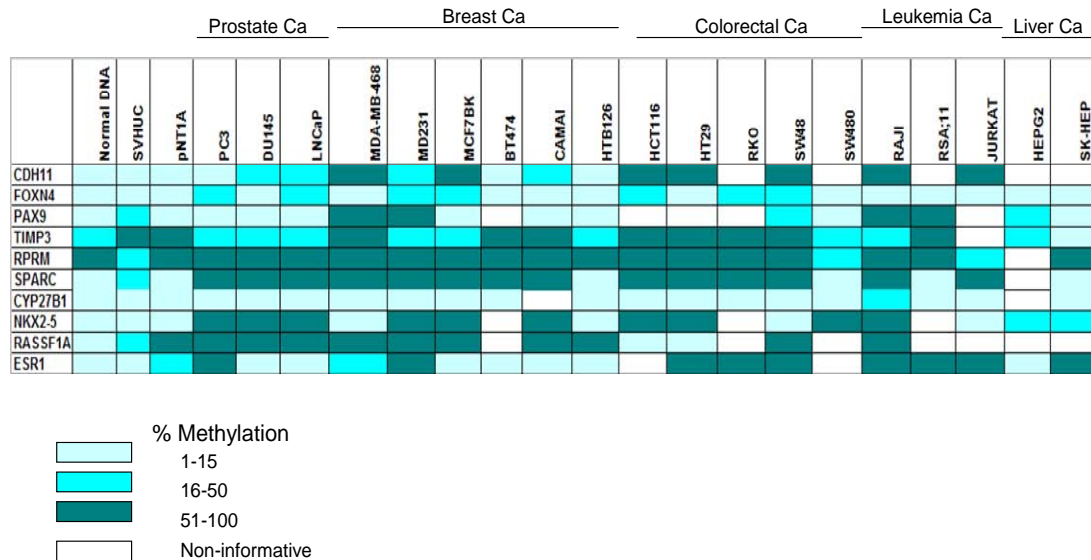 Prostate Ca Breast Ca Colorectal Ca Leukemia Ca Liver Ca
Normal DNA SVHUC pNT1A PC3 DU145 LNCaP MDA-MB-468 MD231 MCF7BK BT474 CAMAI HTB126 HCT116 HT29 RKO SW48 SW480 RAJI RSA;11 JURKAT HEPG2 SK-HEP
CDH11
FOXN4
PAX9
TIMP3
RPRM
SPARC
CYP27B1
NKX2-5
RASSF1A
ESR1
% Methylation
1-15
16-50
51-100
Non-informative